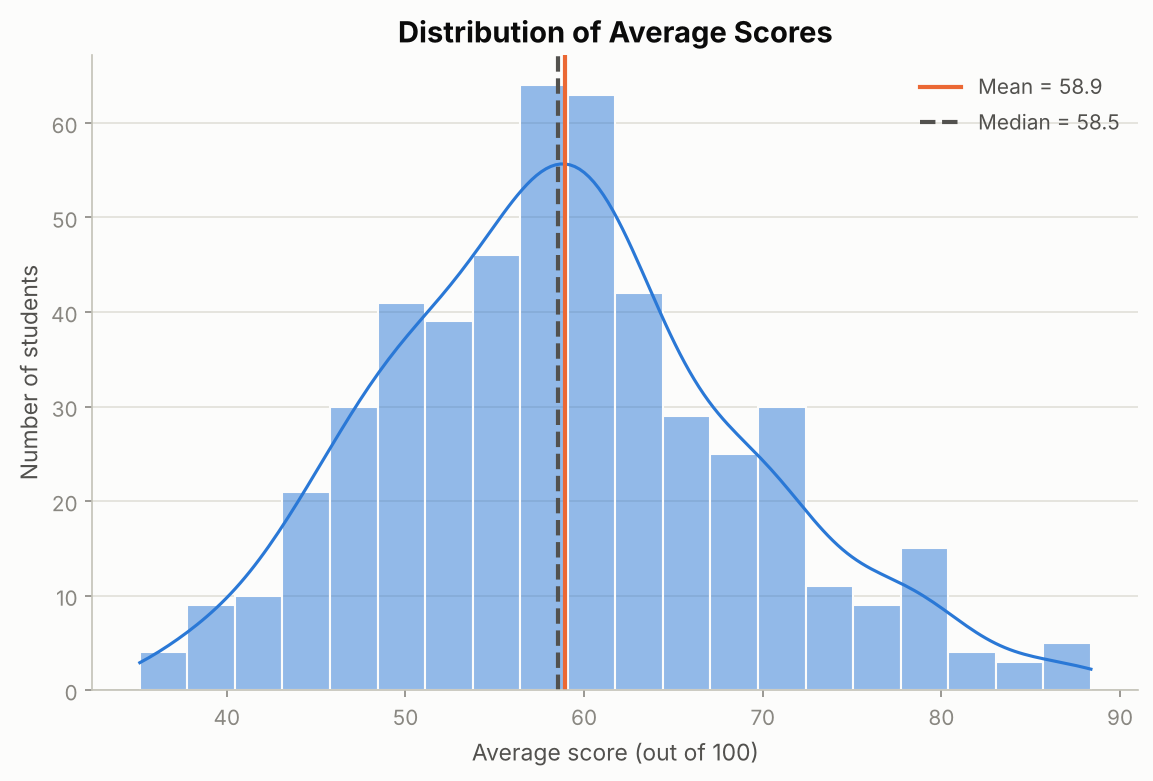 Distribution of Average Scores
Mean = 58.9
Median = 58.5
Number of students
60
50
40
30
20
10
0
40 50 60 70 80 90
Average score (out of 100)